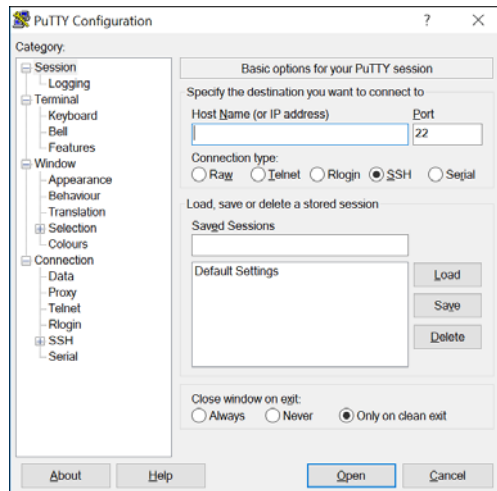 PuTTY Configuration
?
Category:
Session
Logging
Terminal
Keyboard
Bell
Features
Window
Appearance
Behaviour
Translation
Selection
Colours
Connection
Data
Proxy
Telnet
Rlogin
SSH
Serial
Basic options for your PuTTY session
Specify the destination you want to connect to
Host Name (or IP address) Port
22
Connection type:
Raw Telnet Rlogin SSH Serial
Load, save or delete a stored session
Saved Sessions
Default Settings
Load
Save
Delete
Close window on exit:
Always Never Only on clean exit
About Help Open Cancel